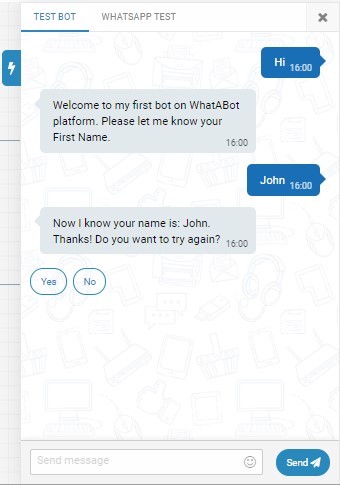 TEST BOT WHATSAPP TEST
Hi 16:00
Welcome to my first bot on WhatABot
platform. Please let me know your
First Name.
16:00
John 16:00
Now I know your name is: John.
Thanks! Do you want to try again? 16:00
Yes No
Send message Send